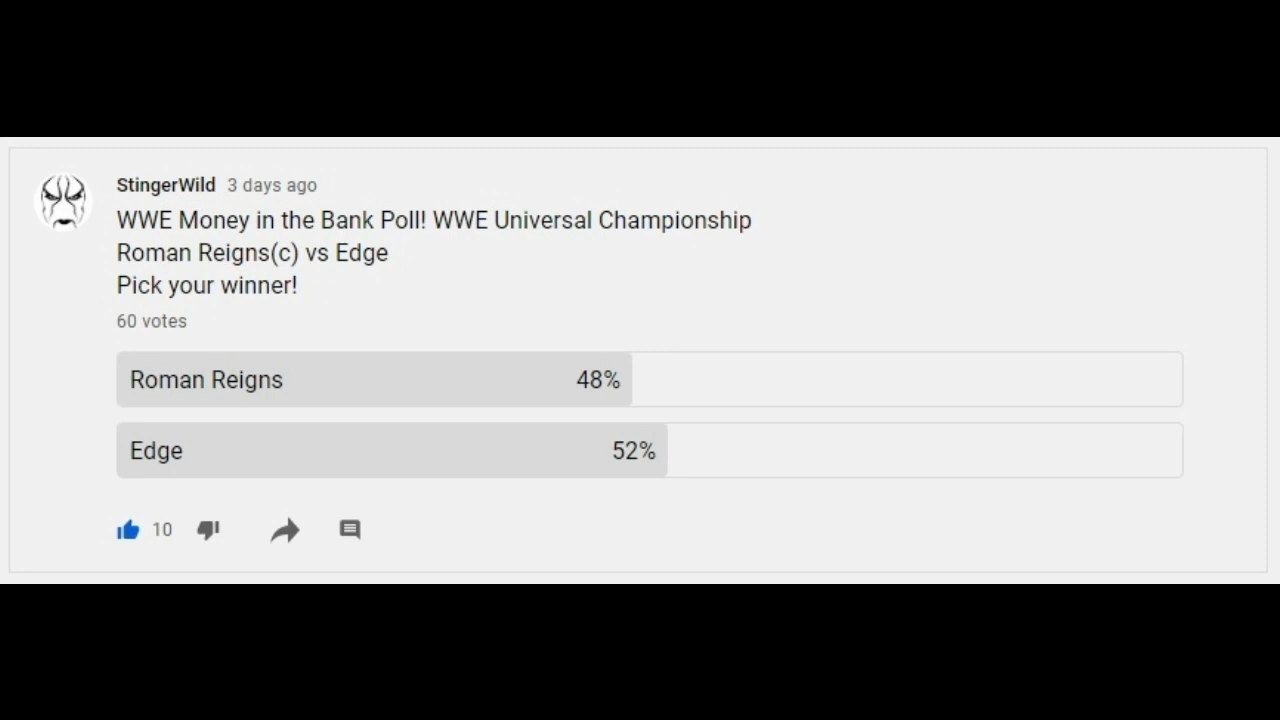 StingerWild 3 days ago
WWE Money in the Bank Poll! WWE Universal Championship
Roman Reigns(c) vs Edge
Pick your winner!
60 votes
Roman Reigns 48%
Edge 52%
10